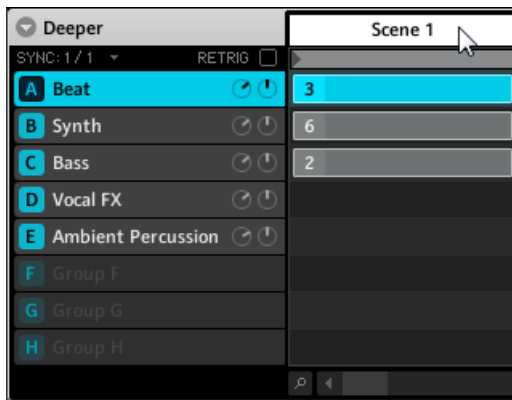 Deeper Scene 1
SYNC: 1 / 1 RETRIG
A Beat 3
B Synth 6
C Bass 2
D Vocal FX
E Ambient Percussion
F Group F
G Group G
H Group H